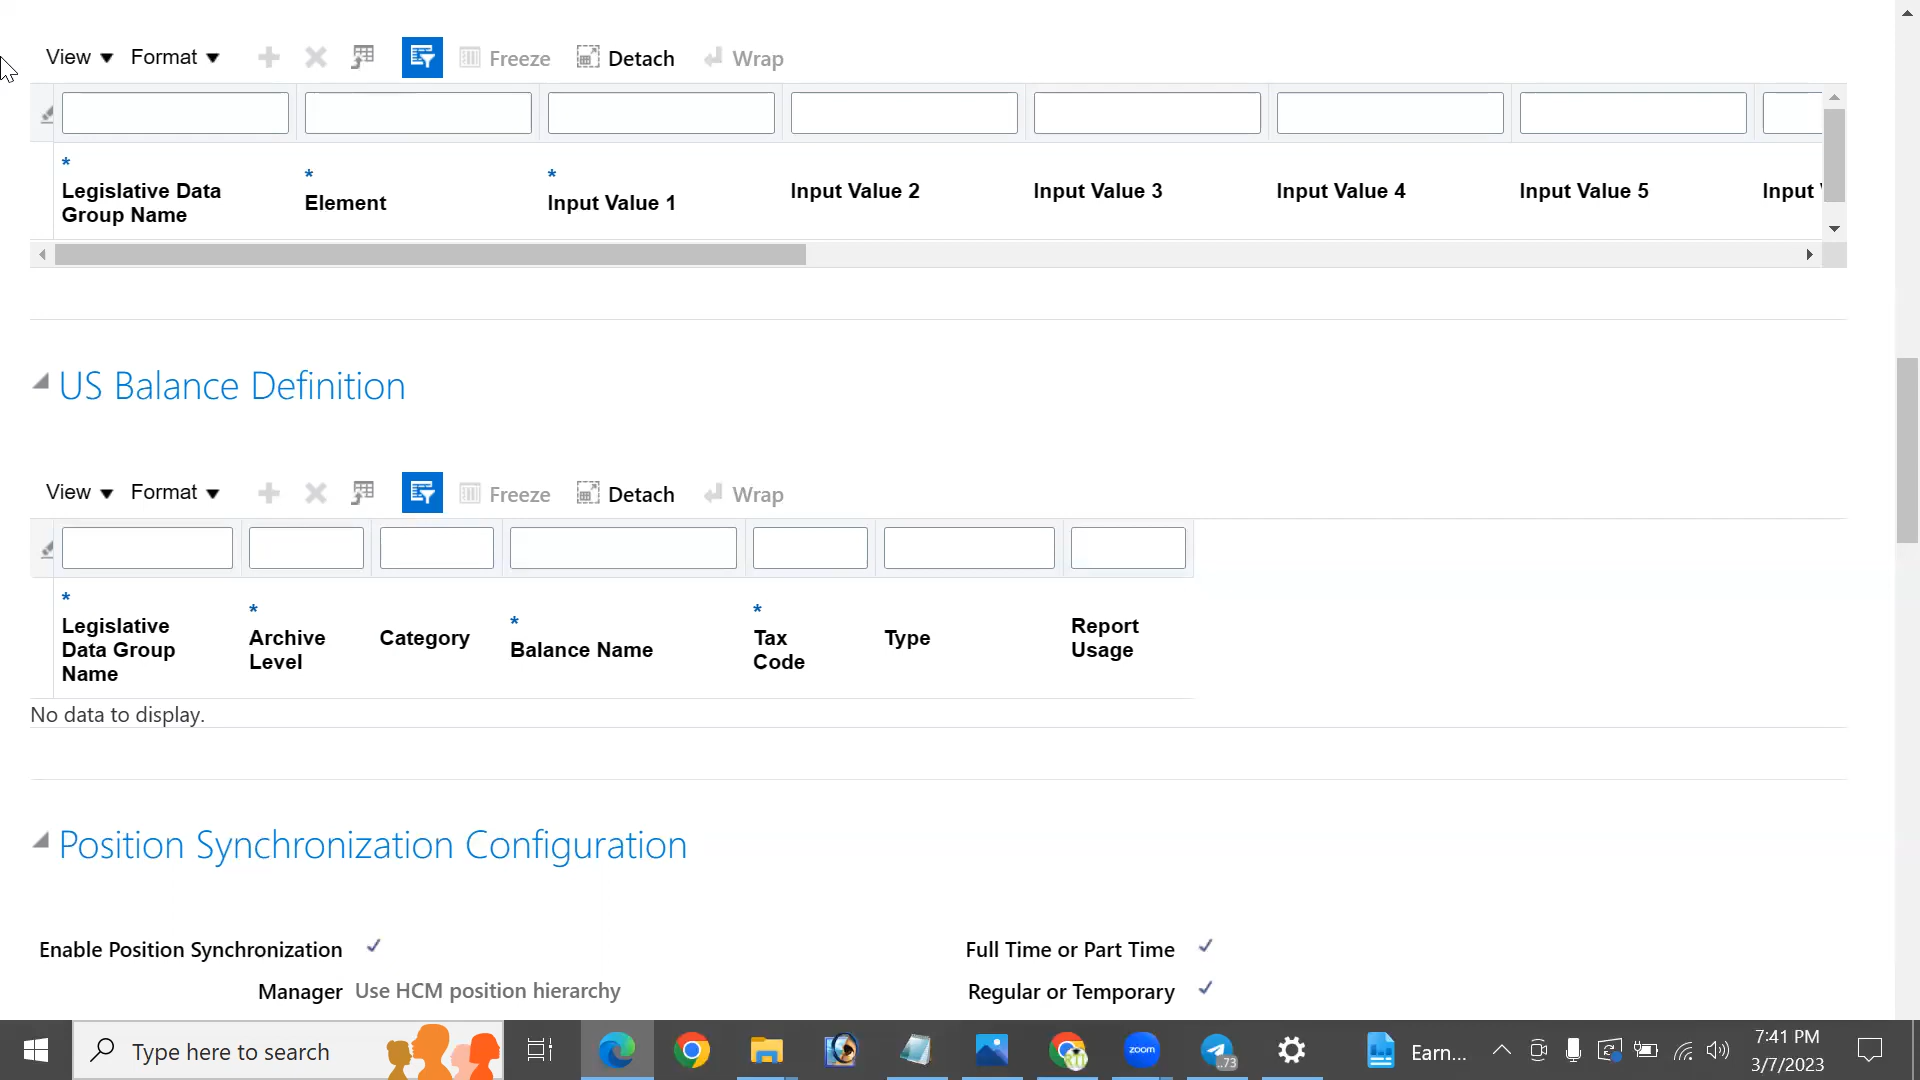 View Format Freeze Detach Wrap
* * *
Legislative Data Group Name Element Input Value 1 Input Value 2 Input Value 3 Input Value 4 Input Value 5 Input
US Balance Definition
View Format Freeze Detach Wrap
* * * *
Legislative Data Group Name Archive Level Category Balance Name Tax Code Type Report Usage
No data to display.
Position Synchronization Configuration
Enable Position Synchronization Full Time or Part Time
Manager Use HCM position hierarchy Regular or Temporary
Type here to search zoom ..73 Earn... 7:41 PM
3/7/2023